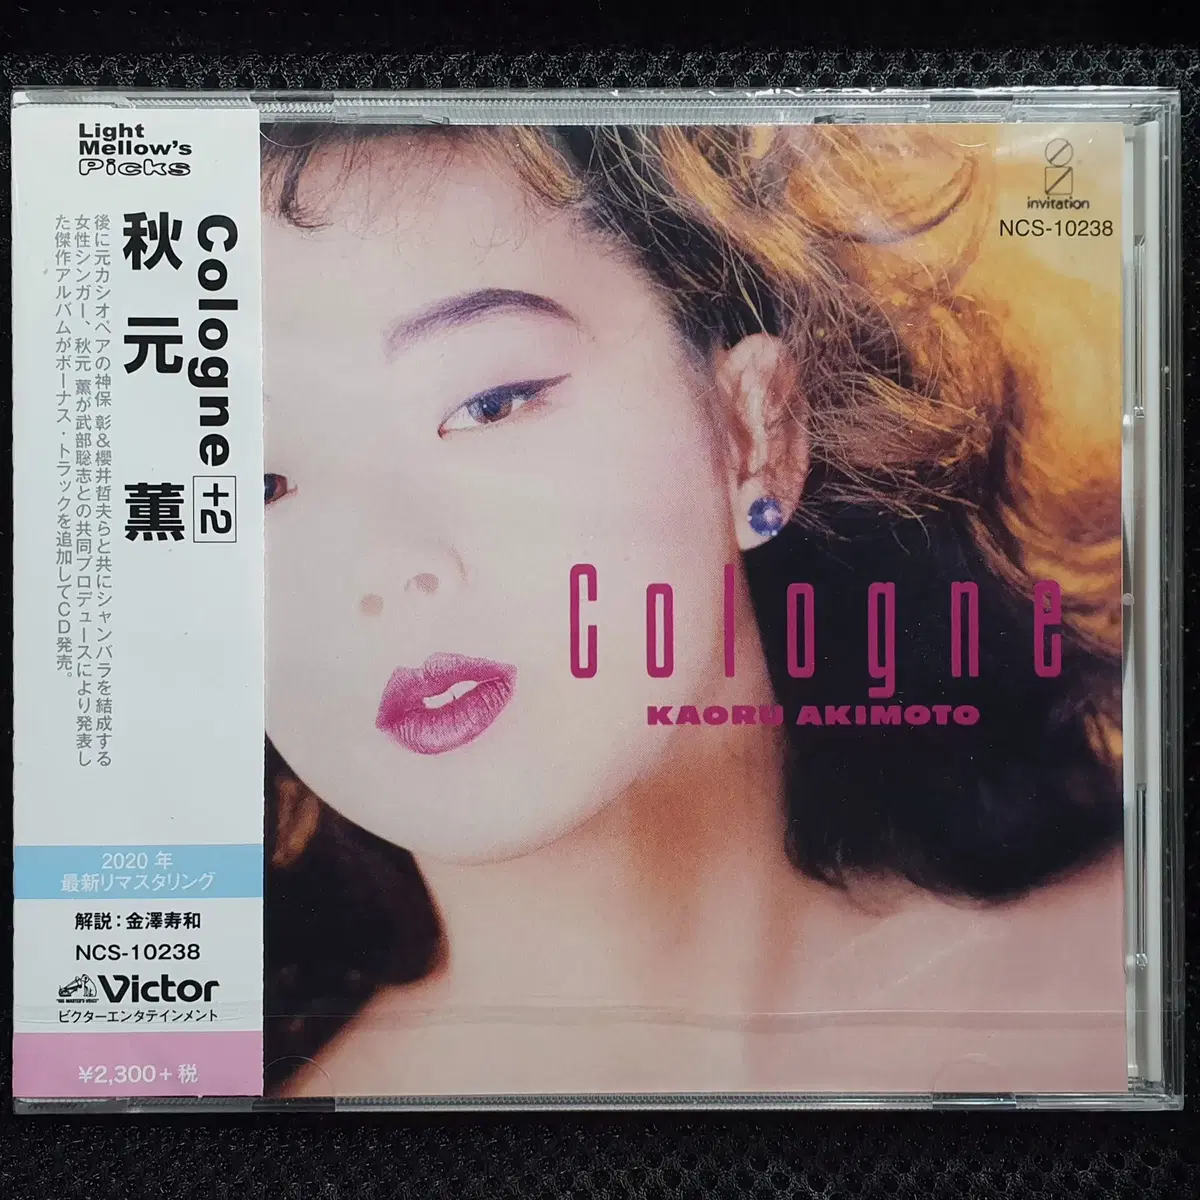 Light
Mellow's
Picks
Cologne +2
秋元 薫
後に元カシオペアの神保 彰&櫻井哲夫らと共にシャンバラを結成する
女性シンガー、秋元 薫が武部聡志との共同プロデュースにより発表し
た傑作アルバムがボーナス・トラックを追加してCD発売。
2020年
最新リマスタリング
解説:金澤寿和
NCS-10238
"HIS MASTER'S VOICE"
Victor
ビクターエンタテインメント
¥2,300+税
invitation
NCS-10238
Cologne
KAORU AKIMOTO